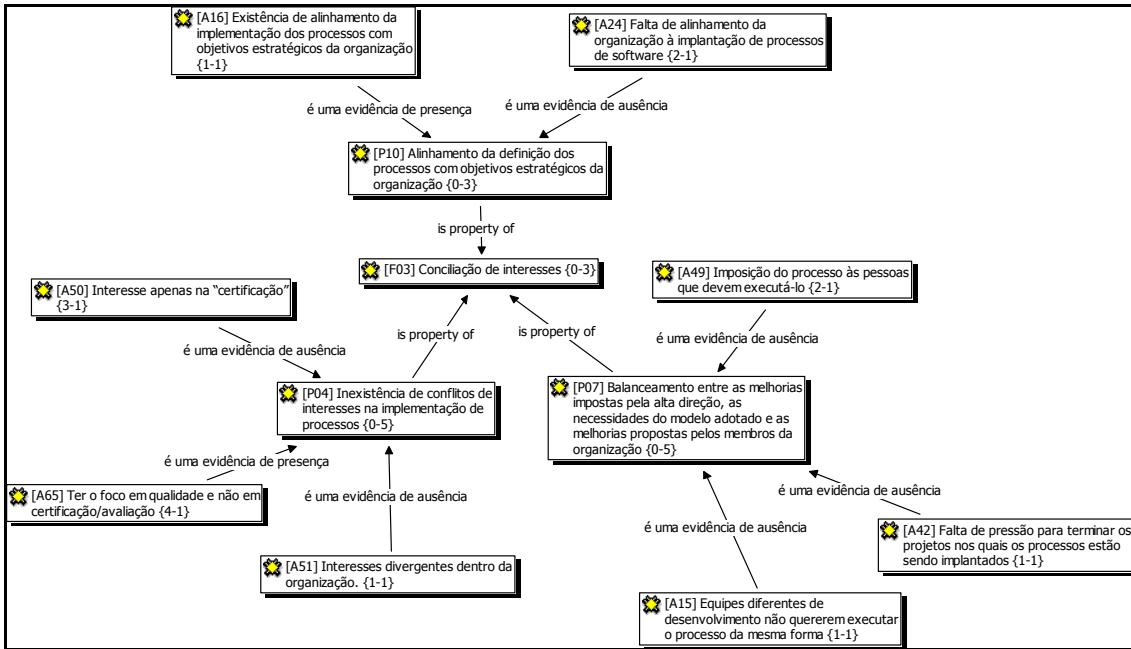 [A16] Existência de alinhamento da
implementação dos processos com
objetivos estratégicos da organização
{1-1}
[A24] Falta de alinhamento da
organização à implantação de processos
de software {2-1}
é uma evidência de presença
é uma evidência de ausência
[P10] Alinhamento da definição dos
processos com objetivos estratégicos da
organização {0-3}
is property of
[F03] Conciliação de interesses {0-3}
[A49] Imposição do processo às pessoas
que devem executá-lo {2-1}
[A50] Interesse apenas na “certificação”
{3-1}
is property of
is property of
é uma evidência de ausência
é uma evidência de ausência
[P04] Inexistência de conflitos de
interesses na implementação de
processos {0-5}
[P07] Balanceamento entre as melhorias
impostas pela alta direção, as
necessidades do modelo adotado e as
melhorias propostas pelos membros da
organização {0-5}
é uma evidência de presença
[A65] Ter o foco em qualidade e não em
certificação/avaliação {4-1}
é uma evidência de ausência
é uma evidência de ausência
é uma evidência de ausência
[A42] Falta de pressão para terminar os
projetos nos quais os processos estão
sendo implantados {1-1}
[A51] Interesses divergentes dentro da
organização. {1-1}
[A15] Equipes diferentes de
desenvolvimento não quererem executar
o processo da mesma forma {1-1}